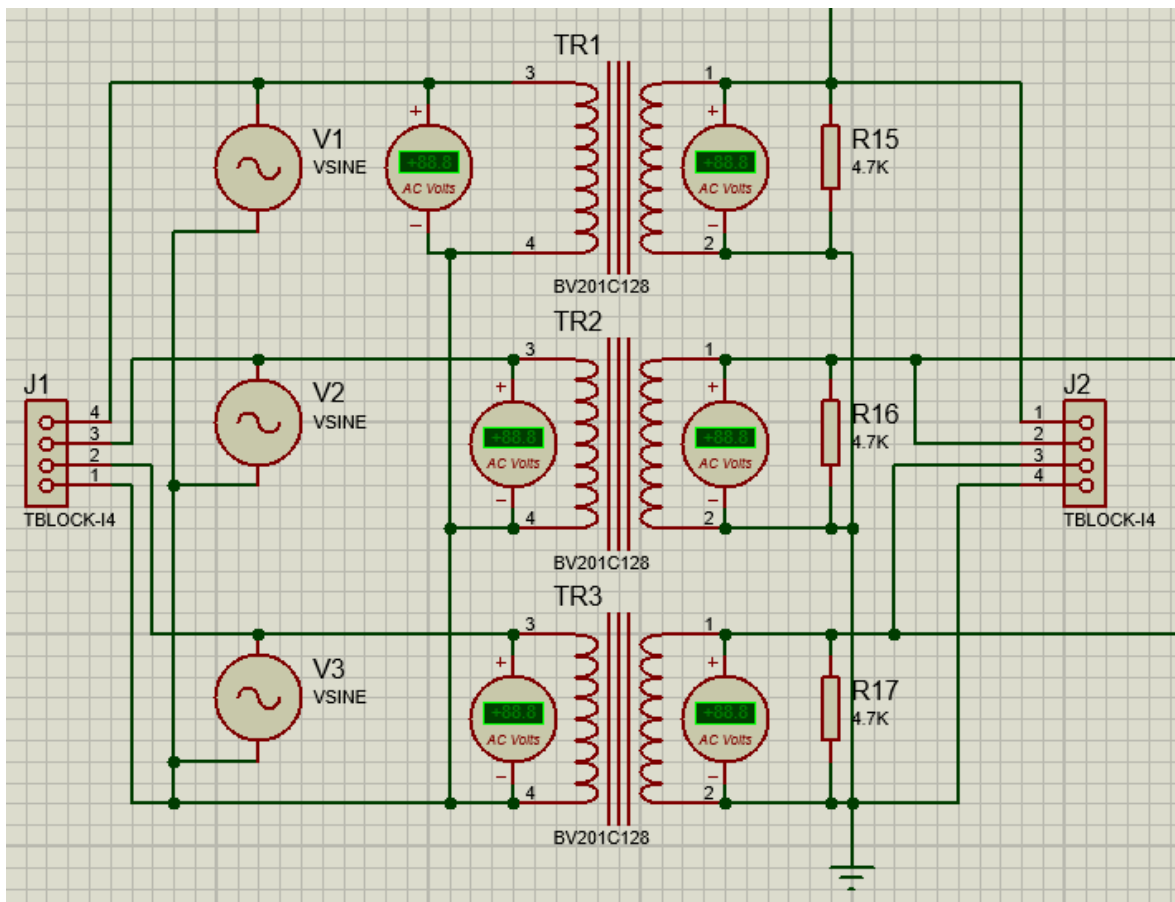 TR1
3
1
+
+
V1
VSINE
+88.8
AC Volts
+88.8
AC Volts
R15
4.7K
−
−
4
2
BV201C128
TR2
3
1
J1
4
3
2
1
TBLOCK-I4
V2
VSINE
+
+
+88.8
AC Volts
+88.8
AC Volts
R16
4.7K
J2
1
2
3
4
TBLOCK-I4
−
−
4
2
BV201C128
TR3
3
1
V3
VSINE
+
+
+88.8
AC Volts
+88.8
AC Volts
R17
4.7K
−
−
4
2
BV201C128